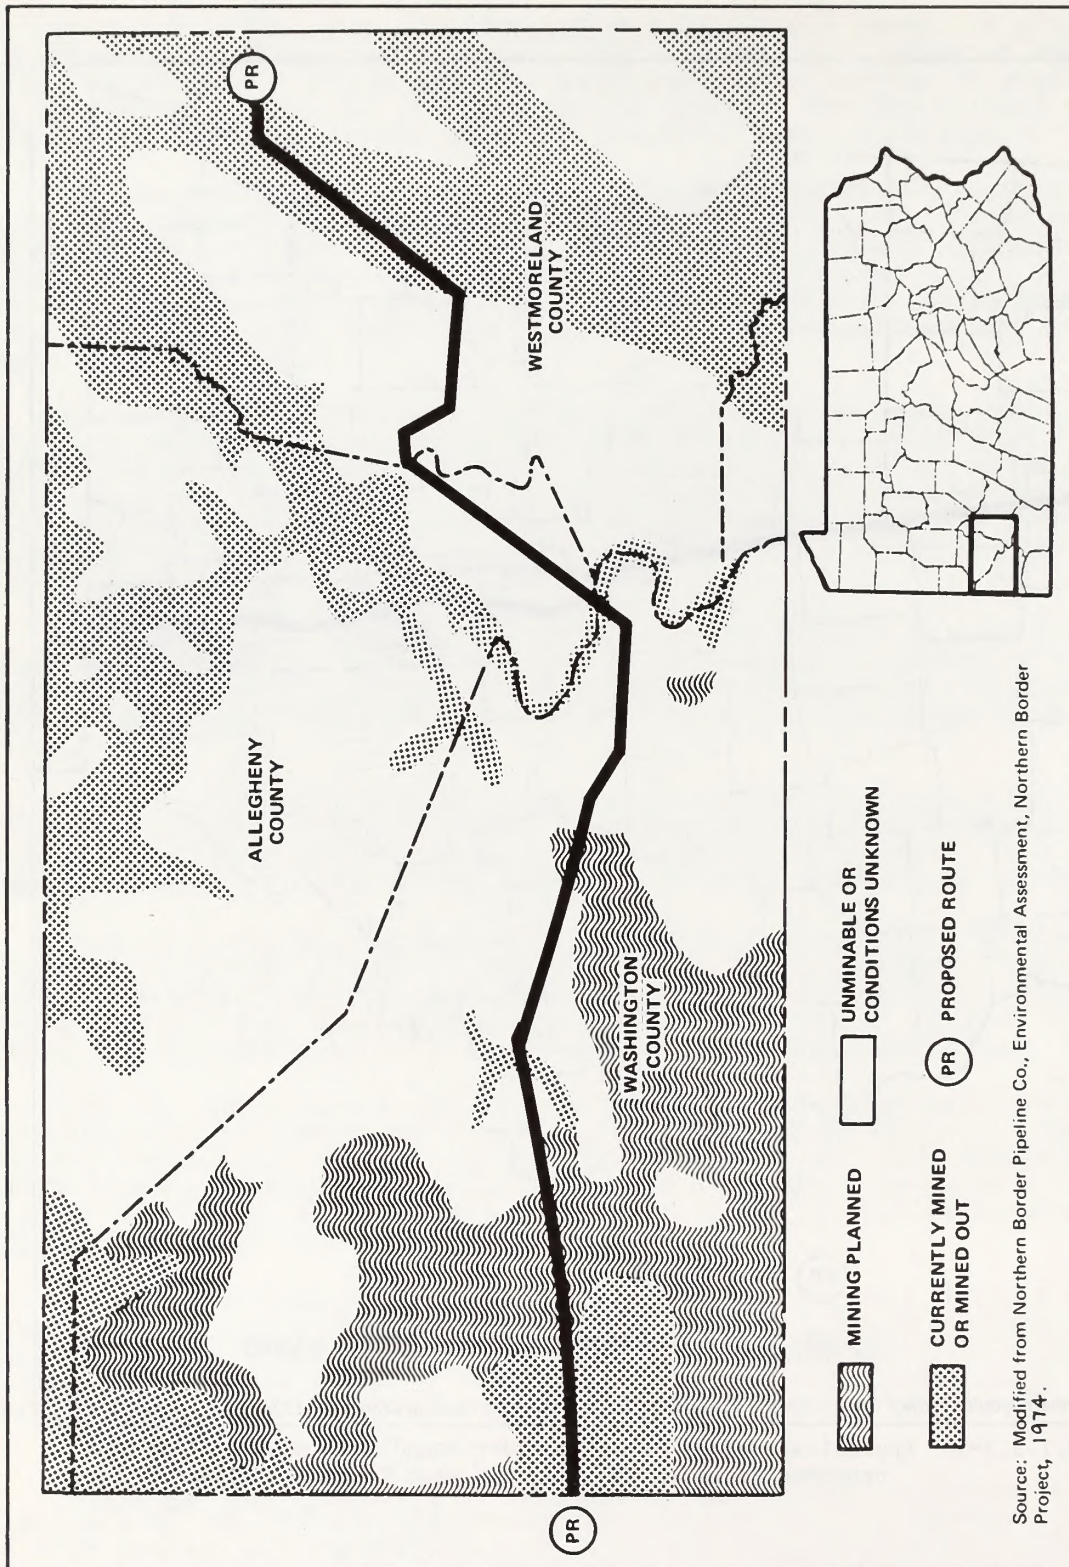 PR
WESTMORELAND
COUNTY
ALLEGHENY
COUNTY
WASHINGTON
COUNTY
PR
MINING PLANNED
UNMINABLE OR
CONDITIONS UNKNOWN
CURRENTLY MINED
OR MINED OUT
PR
PROPOSED ROUTE
Source: Modified from Northern Border Pipeline Co., Environmental Assessment, Northern Border
Project, 1974.